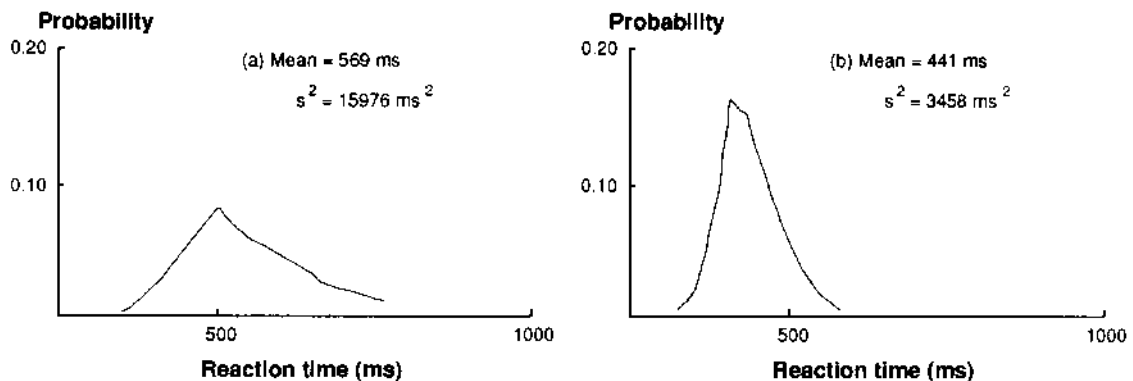 Probability
0.20
(a) Mean = 569 ms
s² = 15976 ms²
0.10
500
1000
Reaction time (ms)
Probability
0.20
(b) Mean = 441 ms
s² = 3458 ms²
0.10
500
1000
Reaction time (ms)